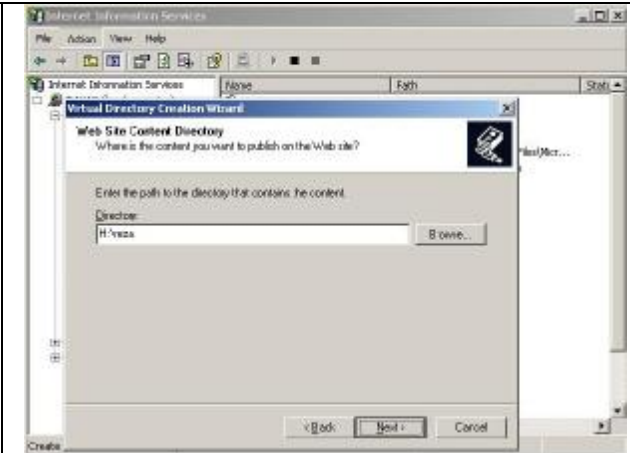 Internet Information Services
File Action View Help
Internet Information Services Name Path
Virtual Directory Creation Wizard
Web Site Content Directory
Where is the content you want to publish on the Web site?
Enter the path to the directory that contains the content.
Directory:
Browse...
< Back Next > Cancel